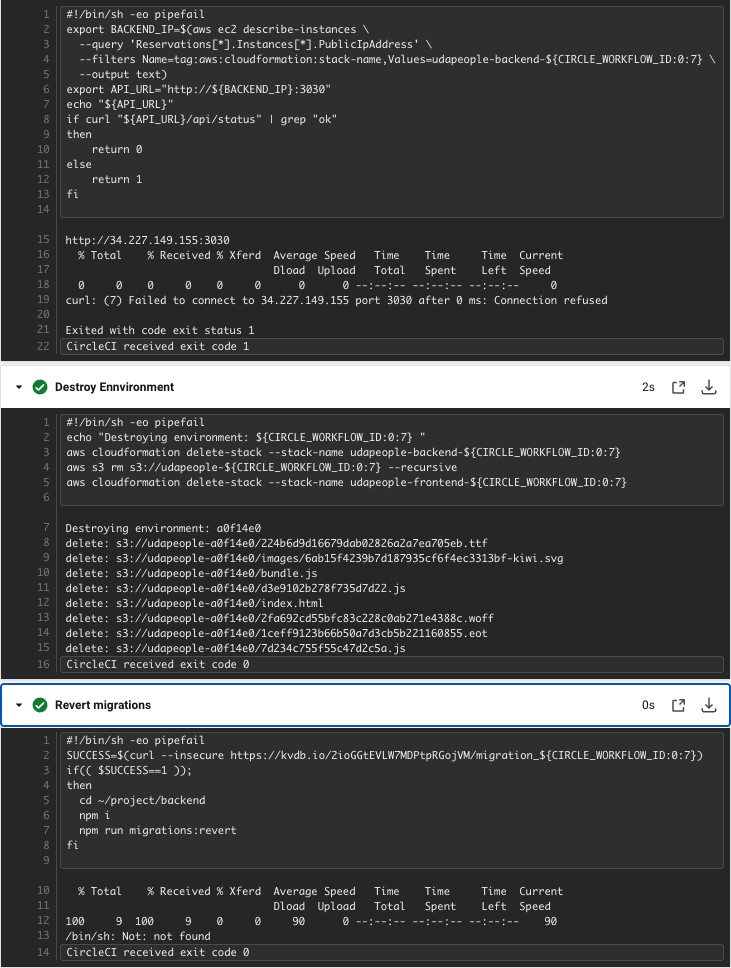 1 #!/bin/sh -eo pipefail
2 export BACKEND_IP=$(aws ec2 describe-instances \
3   --query 'Reservations[*].Instances[*].PublicIpAddress' \
4   --filters Name=tag:aws:cloudformation:stack-name,Values=udapeople-backend-${CIRCLE_WORKFLOW_ID:0:7} \
5   --output text)
6 export API_URL="http://${BACKEND_IP}:3030"
7 echo "${API_URL}"
8 if curl "${API_URL}/api/status" | grep "ok"
9 then
10     return 0
11 else
12     return 1
13 fi
14
15 http://34.227.149.155:3030
16   % Total    % Received % Xferd  Average Speed   Time    Time     Time  Current
17                                  Dload  Upload   Total   Spent    Left  Speed
18   0     0    0     0    0     0      0      0 --:--:-- --:--:-- --:--:--     0
19 curl: (7) Failed to connect to 34.227.149.155 port 3030 after 0 ms: Connection refused
20
21 Exited with code exit status 1
22 CircleCI received exit code 1
Destroy Ennvironment 2s
1 #!/bin/sh -eo pipefail
2 echo "Destroying environment: ${CIRCLE_WORKFLOW_ID:0:7} "
3 aws cloudformation delete-stack --stack-name udapeople-backend-${CIRCLE_WORKFLOW_ID:0:7}
4 aws s3 rm s3://udapeople-${CIRCLE_WORKFLOW_ID:0:7} --recursive
5 aws cloudformation delete-stack --stack-name udapeople-frontend-${CIRCLE_WORKFLOW_ID:0:7}
6
7 Destroying environment: a0f14e0
8 delete: s3://udapeople-a0f14e0/224b6d9d16679dab02826a2a7ea705eb.ttf
9 delete: s3://udapeople-a0f14e0/images/6ab15f4239b7d187935cf6f4ec3313bf-kiwi.svg
10 delete: s3://udapeople-a0f14e0/bundle.js
11 delete: s3://udapeople-a0f14e0/d3e9102b278f735d7d22.js
12 delete: s3://udapeople-a0f14e0/index.html
13 delete: s3://udapeople-a0f14e0/2fa692cd55bfc83c228c0ab271e4388c.woff
14 delete: s3://udapeople-a0f14e0/1ceff9123b66b50a7d3cb5b221160855.eot
15 delete: s3://udapeople-a0f14e0/7d234c755f55c47d2c5a.js
16 CircleCI received exit code 0
Revert migrations 0s
1 #!/bin/sh -eo pipefail
2 SUCCESS=$(curl --insecure https://kvdb.io/2ioGGtEVLW7MDPtpRGojVM/migration_${CIRCLE_WORKFLOW_ID:0:7})
3 if(( $SUCCESS==1 ));
4 then
5   cd ~/project/backend
6   npm i
7   npm run migrations:revert
8 fi
9
10   % Total    % Received % Xferd  Average Speed   Time    Time     Time  Current
11                                  Dload  Upload   Total   Spent    Left  Speed
12 100     9  100     9    0     0     90      0 --:--:-- --:--:-- --:--:--    90
13 /bin/sh: Not: not found
14 CircleCI received exit code 0